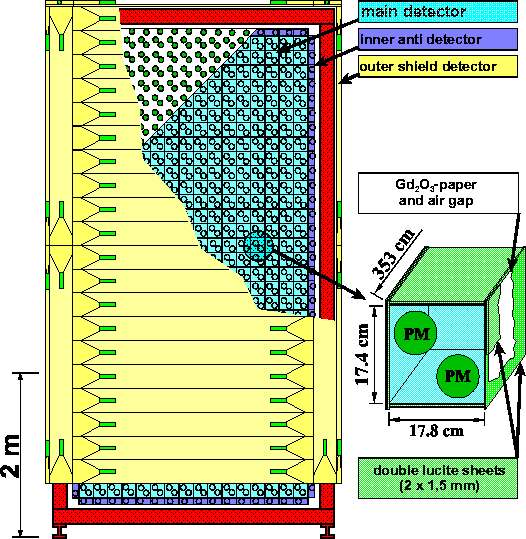 main detector
inner anti detector
outer shield detector
Gd₂O₃-paper
and air gap
353 cm
PM
PM
17.4 cm
17.8 cm
2 m
double lucite sheets
(2 x 1,5 mm)